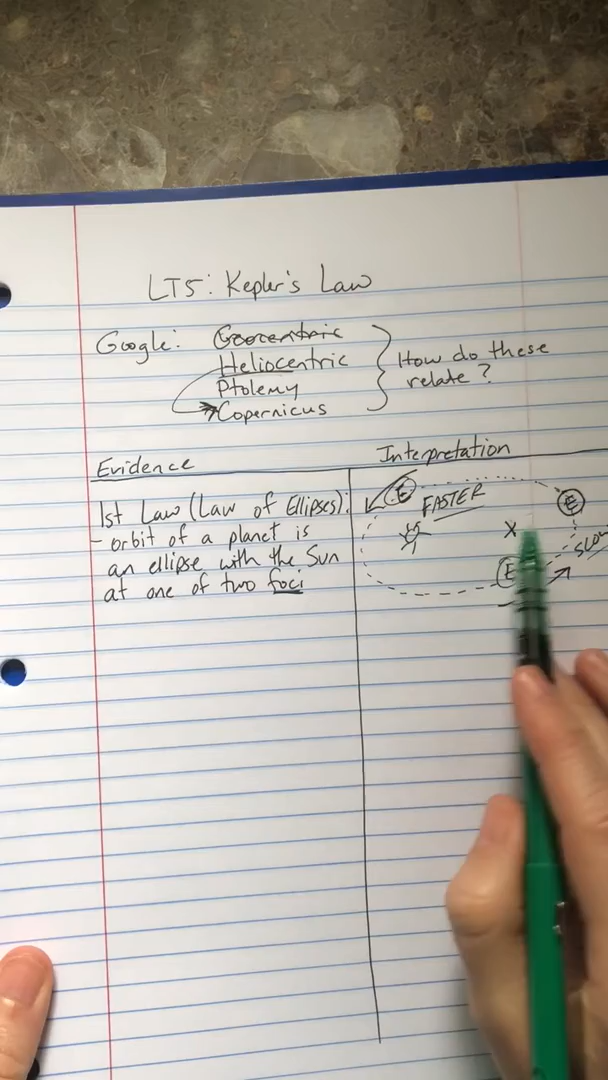 LT5: Kepler's Law
Google: Geocentric
Heliocentric
Ptolemy
Copernicus
How do these
relate?
Evidence
Interpretation
1st Law (Law of Ellipses):
- orbit of a planet is
an ellipse with the Sun
at one of two foci
E
FASTER
E
X
E